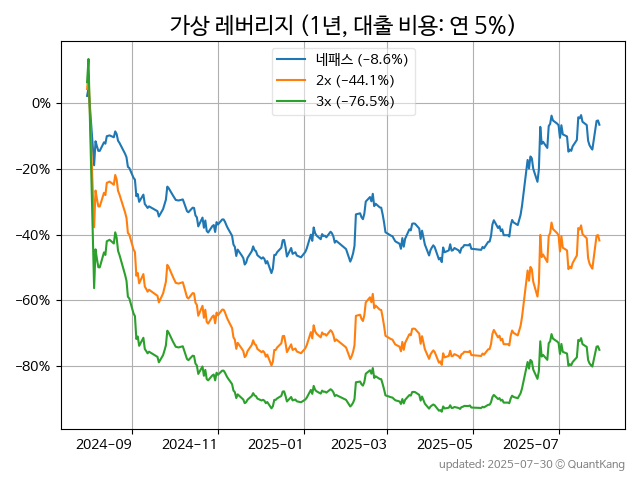 가상 레버리지 (1년, 대출 비용: 연 5%)
네패스 (−8.6%)
2x (−44.1%)
3x (−76.5%)
0%
−20%
−40%
−60%
−80%
2024-09 2024-11 2025-01 2025-03 2025-05 2025-07
updated: 2025-07-30 © QuantKang